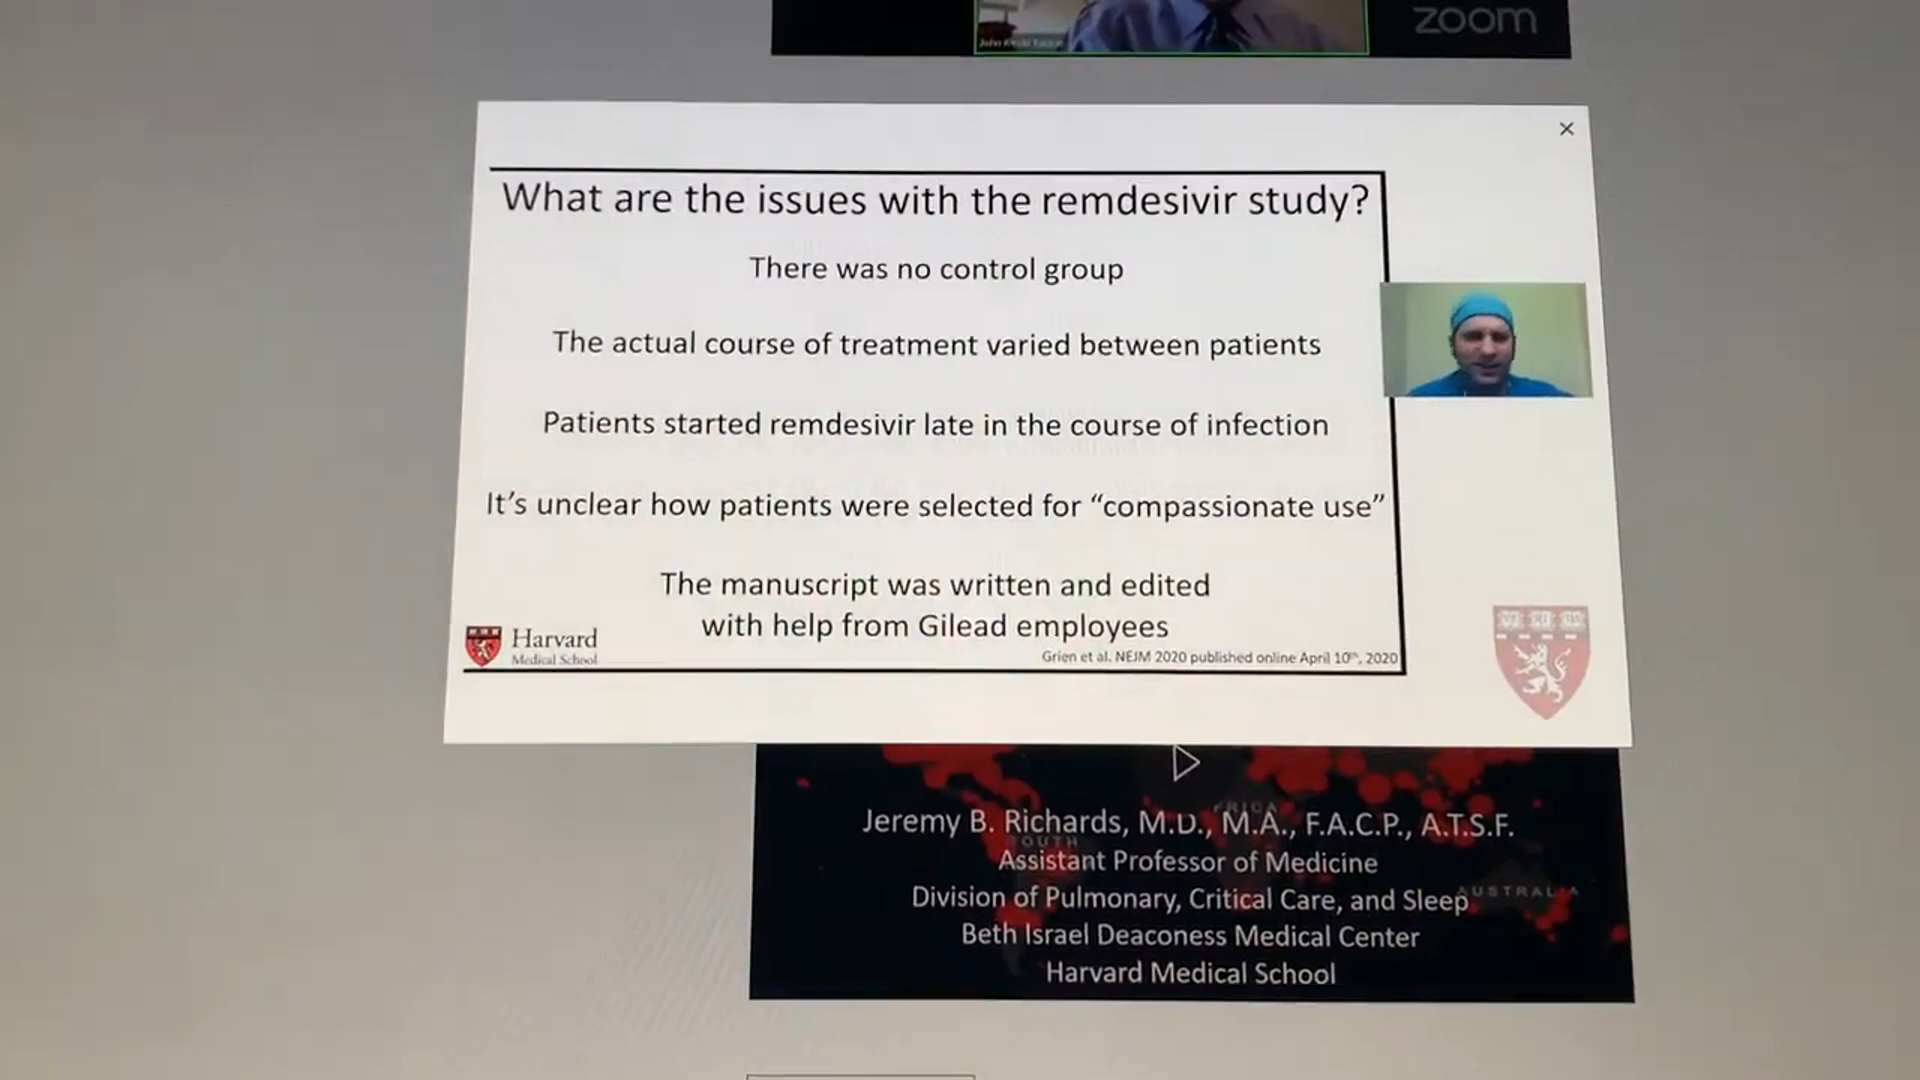 zoom
What are the issues with the remdesivir study?
There was no control group
The actual course of treatment varied between patients
Patients started remdesivir late in the course of infection
It's unclear how patients were selected for “compassionate use”
The manuscript was written and edited
with help from Gilead employees
Harvard
Medical School
Grien et al. NEJM 2020 published online April 10th, 2020
Jeremy B. Richards, M.D., M.A., F.A.C.P., A.T.S.F.
Assistant Professor of Medicine
Division of Pulmonary, Critical Care, and Sleep
AUSTRALIA
Beth Israel Deaconess Medical Center
Harvard Medical School